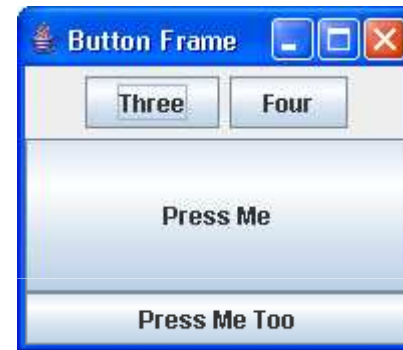 Button Frame
Three Four
Press Me
Press Me Too